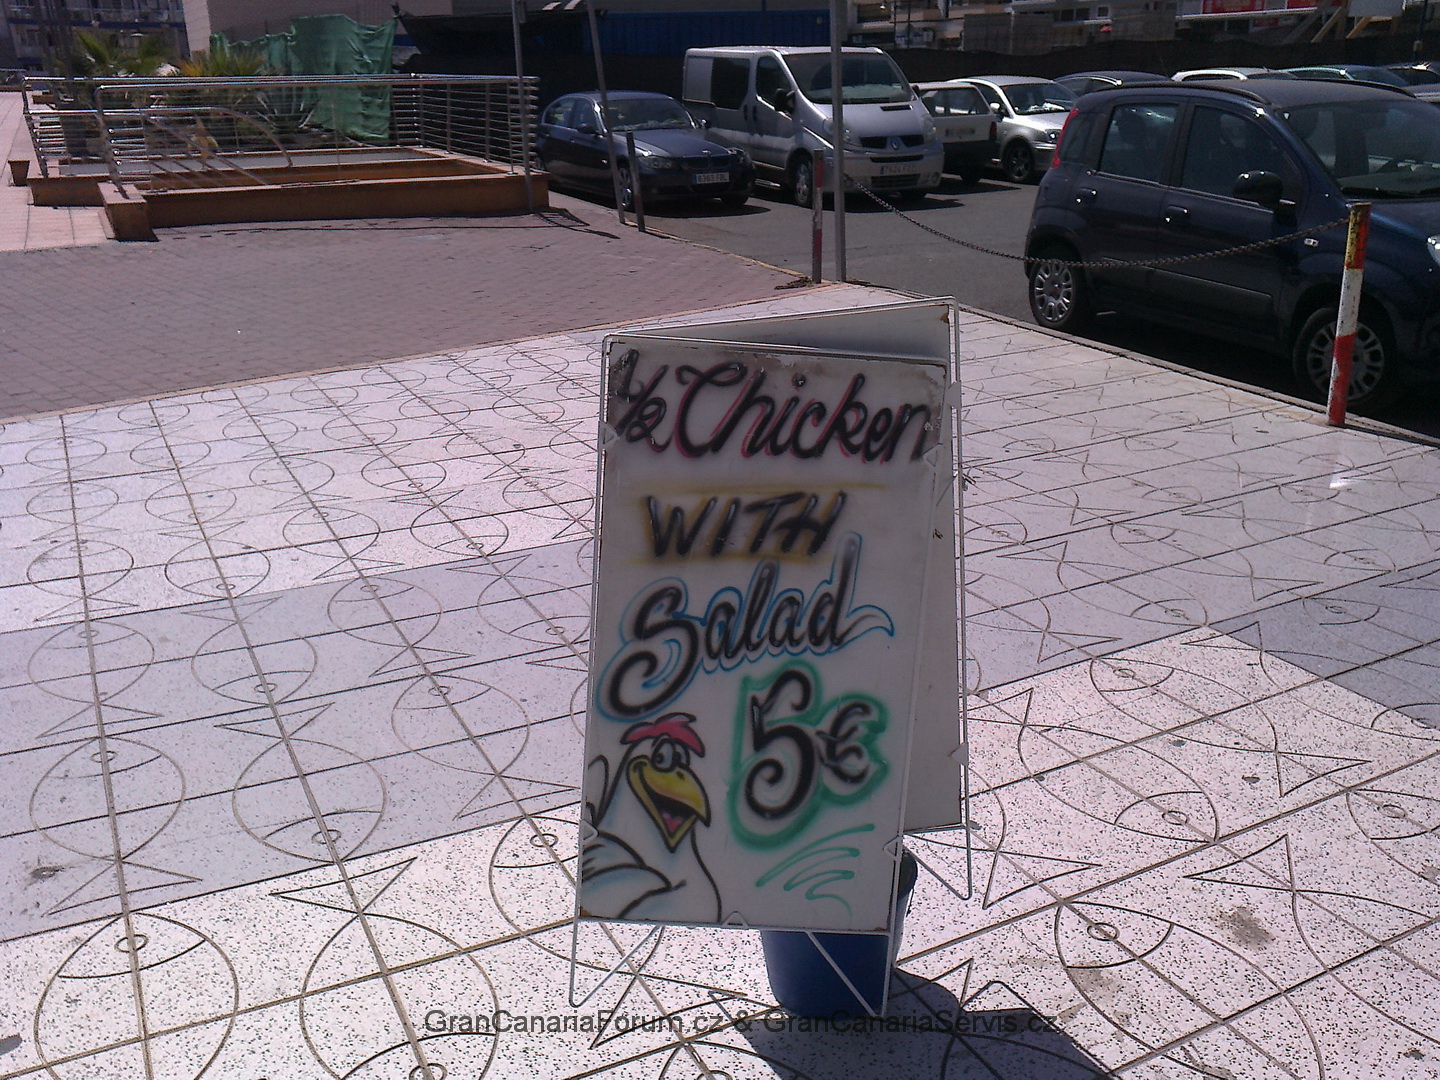 ½ Chicken
WITH
Salad
5€
GranCanariaForum.cz & GranCanariaServis.cz